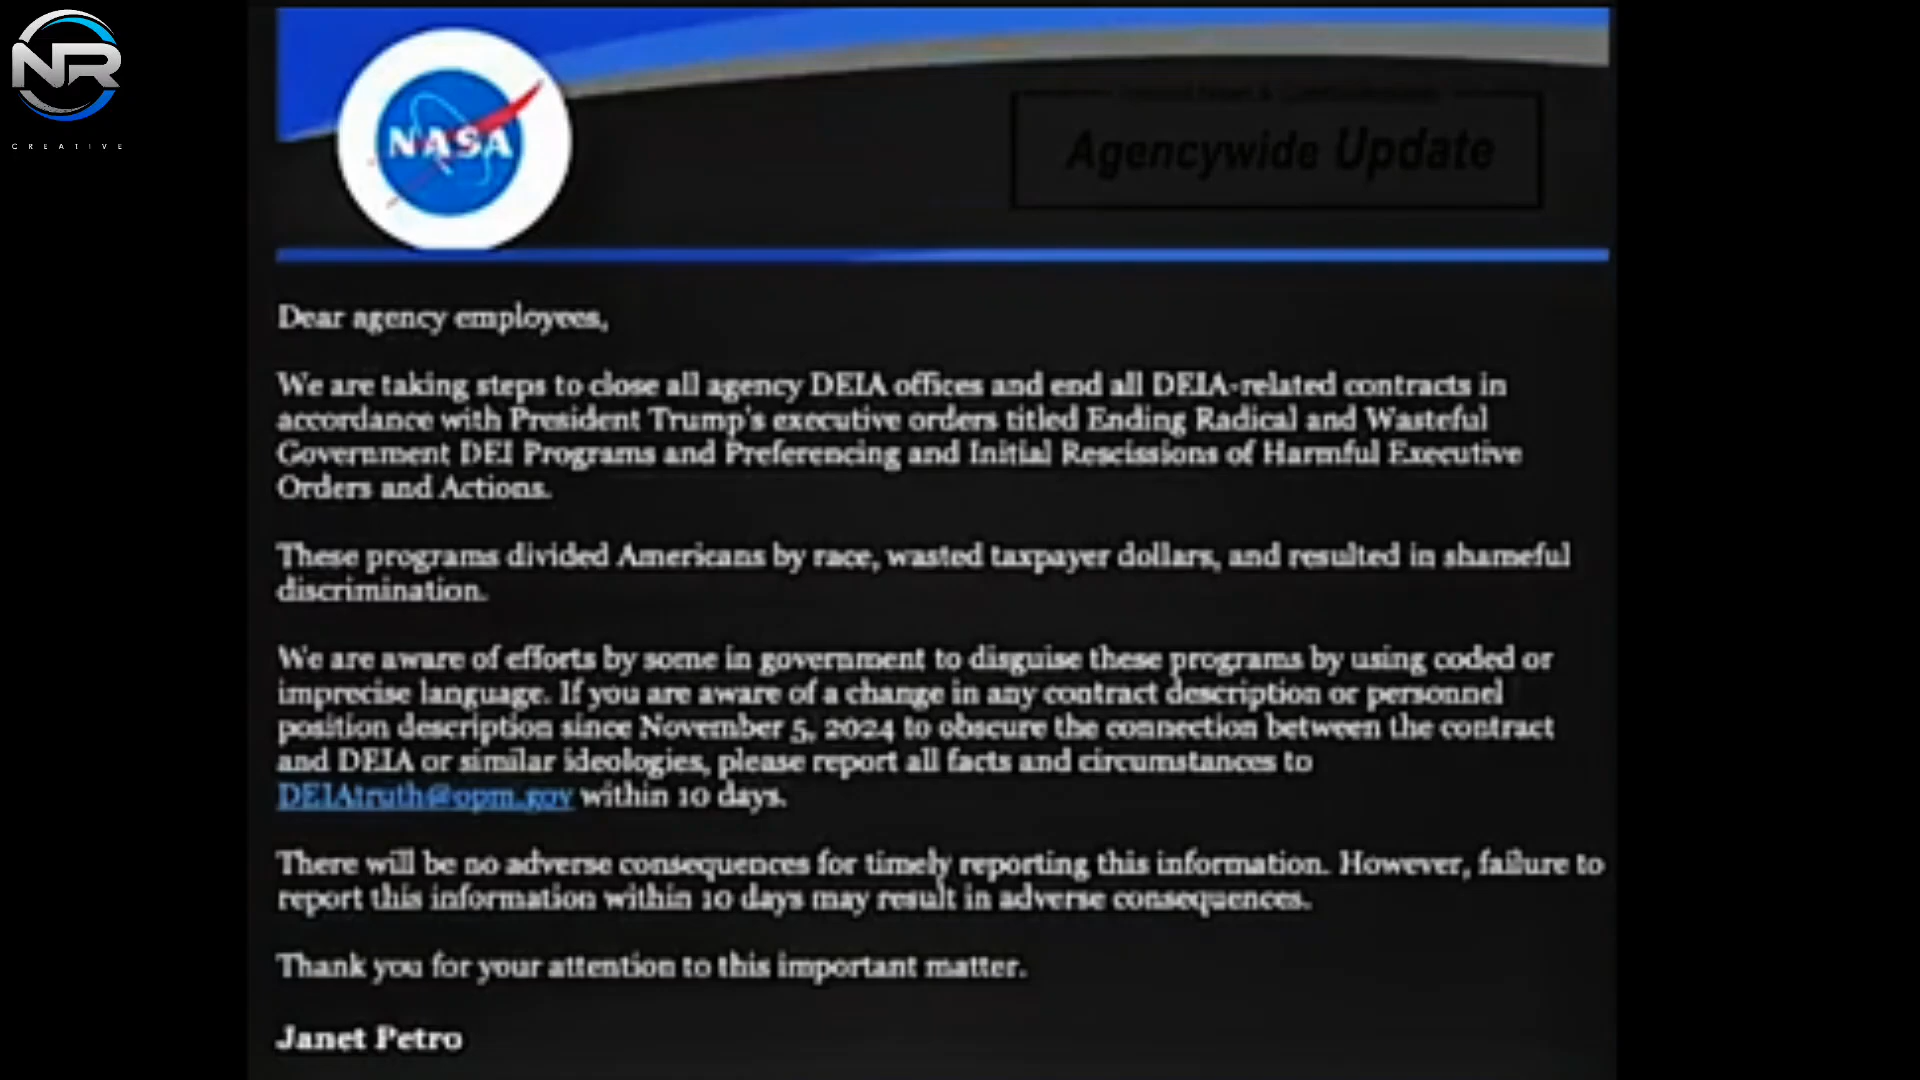 NR
CREATIVE
NASA
Agencywide Update
Dear agency employees,
We are taking steps to close all agency DEIA offices and end all DEIA-related contracts in
accordance with President Trump's executive orders titled Ending Radical and Wasteful
Government DEI Programs and Preferencing and Initial Rescissions of Harmful Executive
Orders and Actions.
These programs divided Americans by race, wasted taxpayer dollars, and resulted in shameful
discrimination.
We are aware of efforts by some in government to disguise these programs by using coded or
imprecise language. If you are aware of a change in any contract description or personnel
position description since November 5, 2024 to obscure the connection between the contract
and DEIA or similar ideologies, please report all facts and circumstances to
DEIAtruth@opm.gov within 10 days.
There will be no adverse consequences for timely reporting this information. However, failure to
report this information within 10 days may result in adverse consequences.
Thank you for your attention to this important matter.
Janet Petro